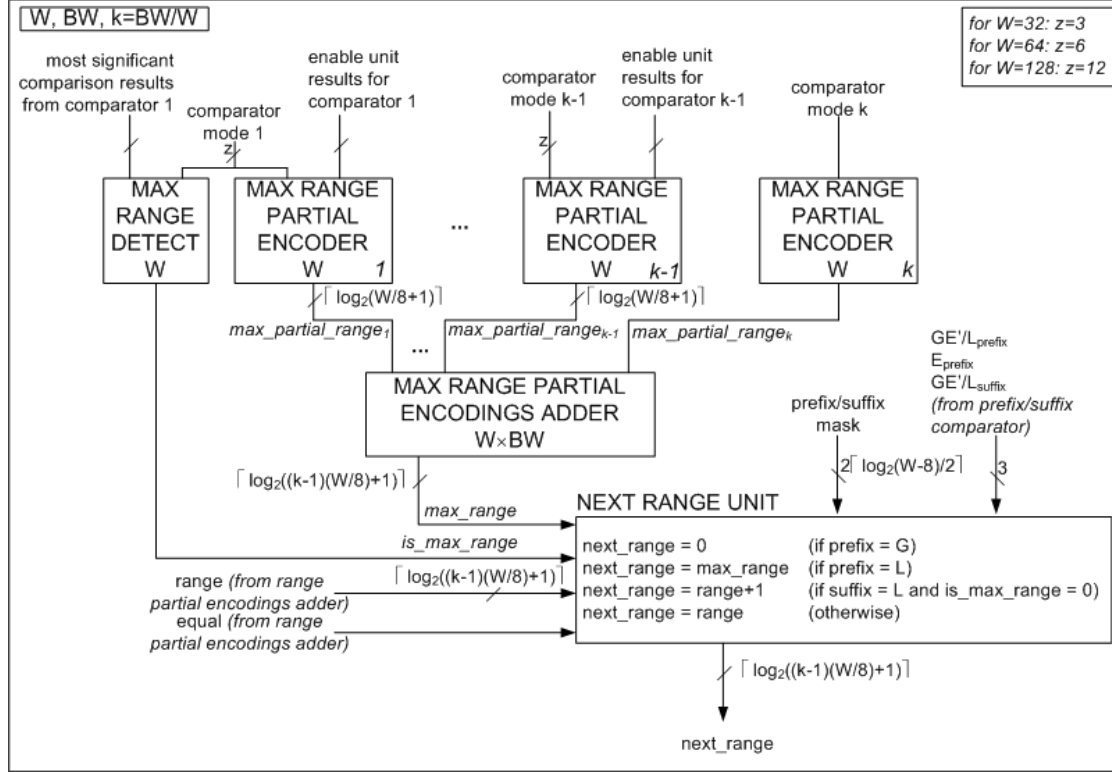 W, BW, k=BW/W
for W=32: z=3
for W=64: z=6
for W=128: z=12
most significant
comparison results
from comparator 1
comparator
mode 1
z
enable unit
results for
comparator 1
comparator
mode k-1
z
enable unit
results for
comparator k-1
comparator
mode k
MAX
RANGE
DETECT
W
MAX RANGE
PARTIAL
ENCODER
W 1
...
MAX RANGE
PARTIAL
ENCODER
W k-1
MAX RANGE
PARTIAL
ENCODER
W k
⌈log₂(W/8+1)⌉
⌈log₂(W/8+1)⌉
max_partial_range₁
...
max_partial_rangeₖ₋₁
max_partial_rangeₖ
MAX RANGE PARTIAL
ENCODINGS ADDER
W×BW
GE'/Lprefix
Eprefix
GE'/Lsuffix
(from prefix/suffix
comparator)
prefix/suffix
mask
2⌈log₂(W-8)/2⌉
3
⌈log₂((k-1)(W/8)+1)⌉
max_range
is_max_range
range (from range
partial encodings adder)
⌈log₂((k-1)(W/8)+1)⌉
equal (from range
partial encodings adder)
NEXT RANGE UNIT
next_range = 0 (if prefix = G)
next_range = max_range (if prefix = L)
next_range = range+1 (if suffix = L and is_max_range = 0)
next_range = range (otherwise)
⌈log₂((k-1)(W/8)+1)⌉
next_range